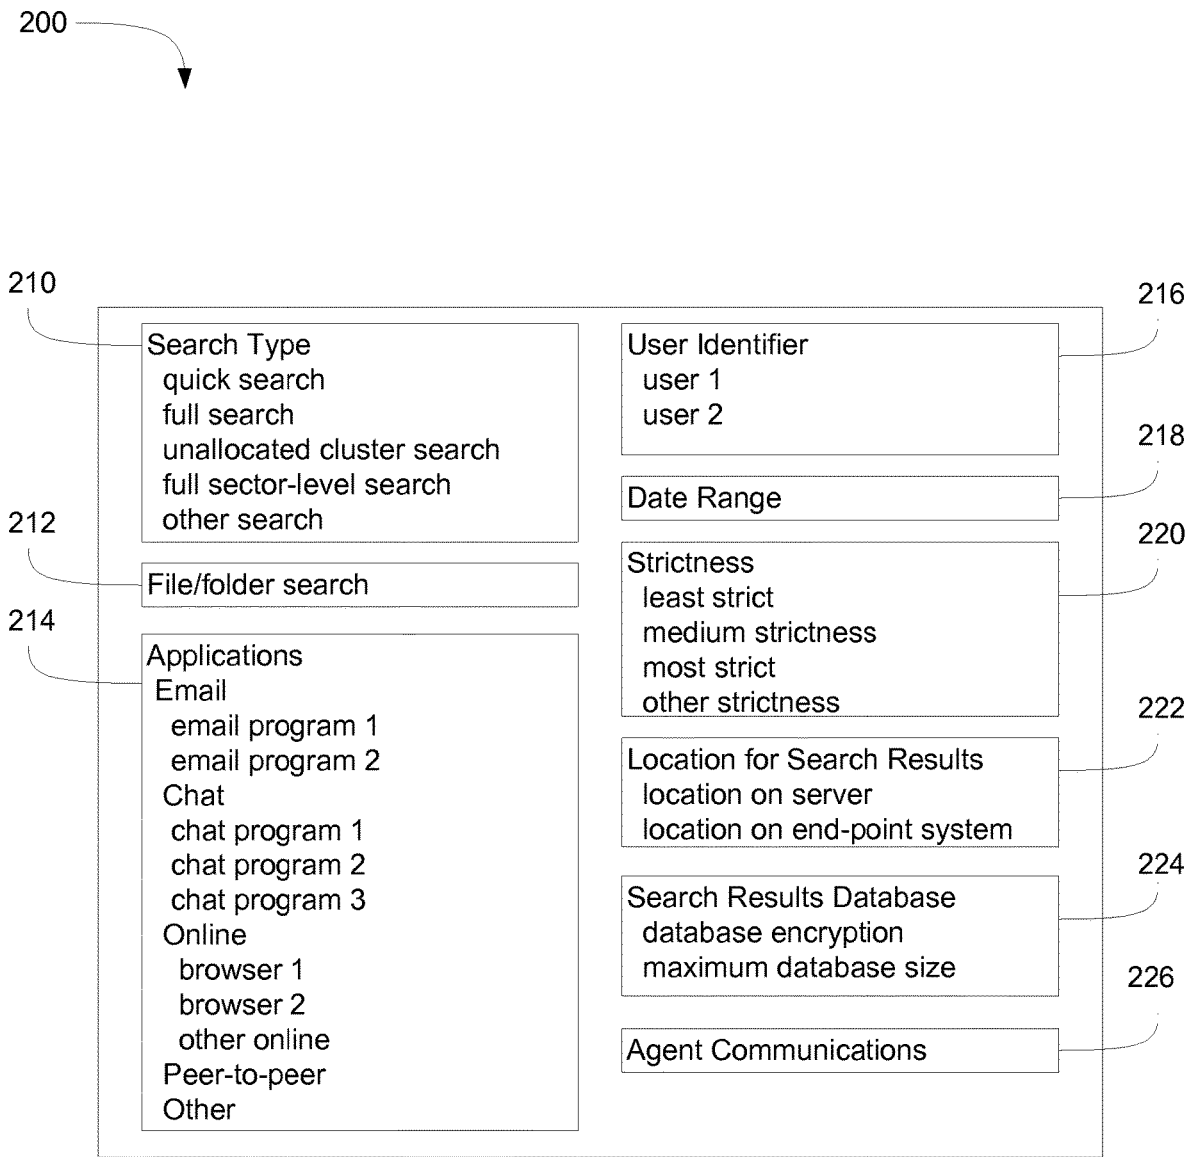 200
210
Search Type
quick search
full search
unallocated cluster search
full sector-level search
other search
212
File/folder search
214
Applications
Email
email program 1
email program 2
Chat
chat program 1
chat program 2
chat program 3
Online
browser 1
browser 2
other online
Peer-to-peer
Other
216
User Identifier
user 1
user 2
218
Date Range
220
Strictness
least strict
medium strictness
most strict
other strictness
222
Location for Search Results
location on server
location on end-point system
224
Search Results Database
database encryption
maximum database size
226
Agent Communications